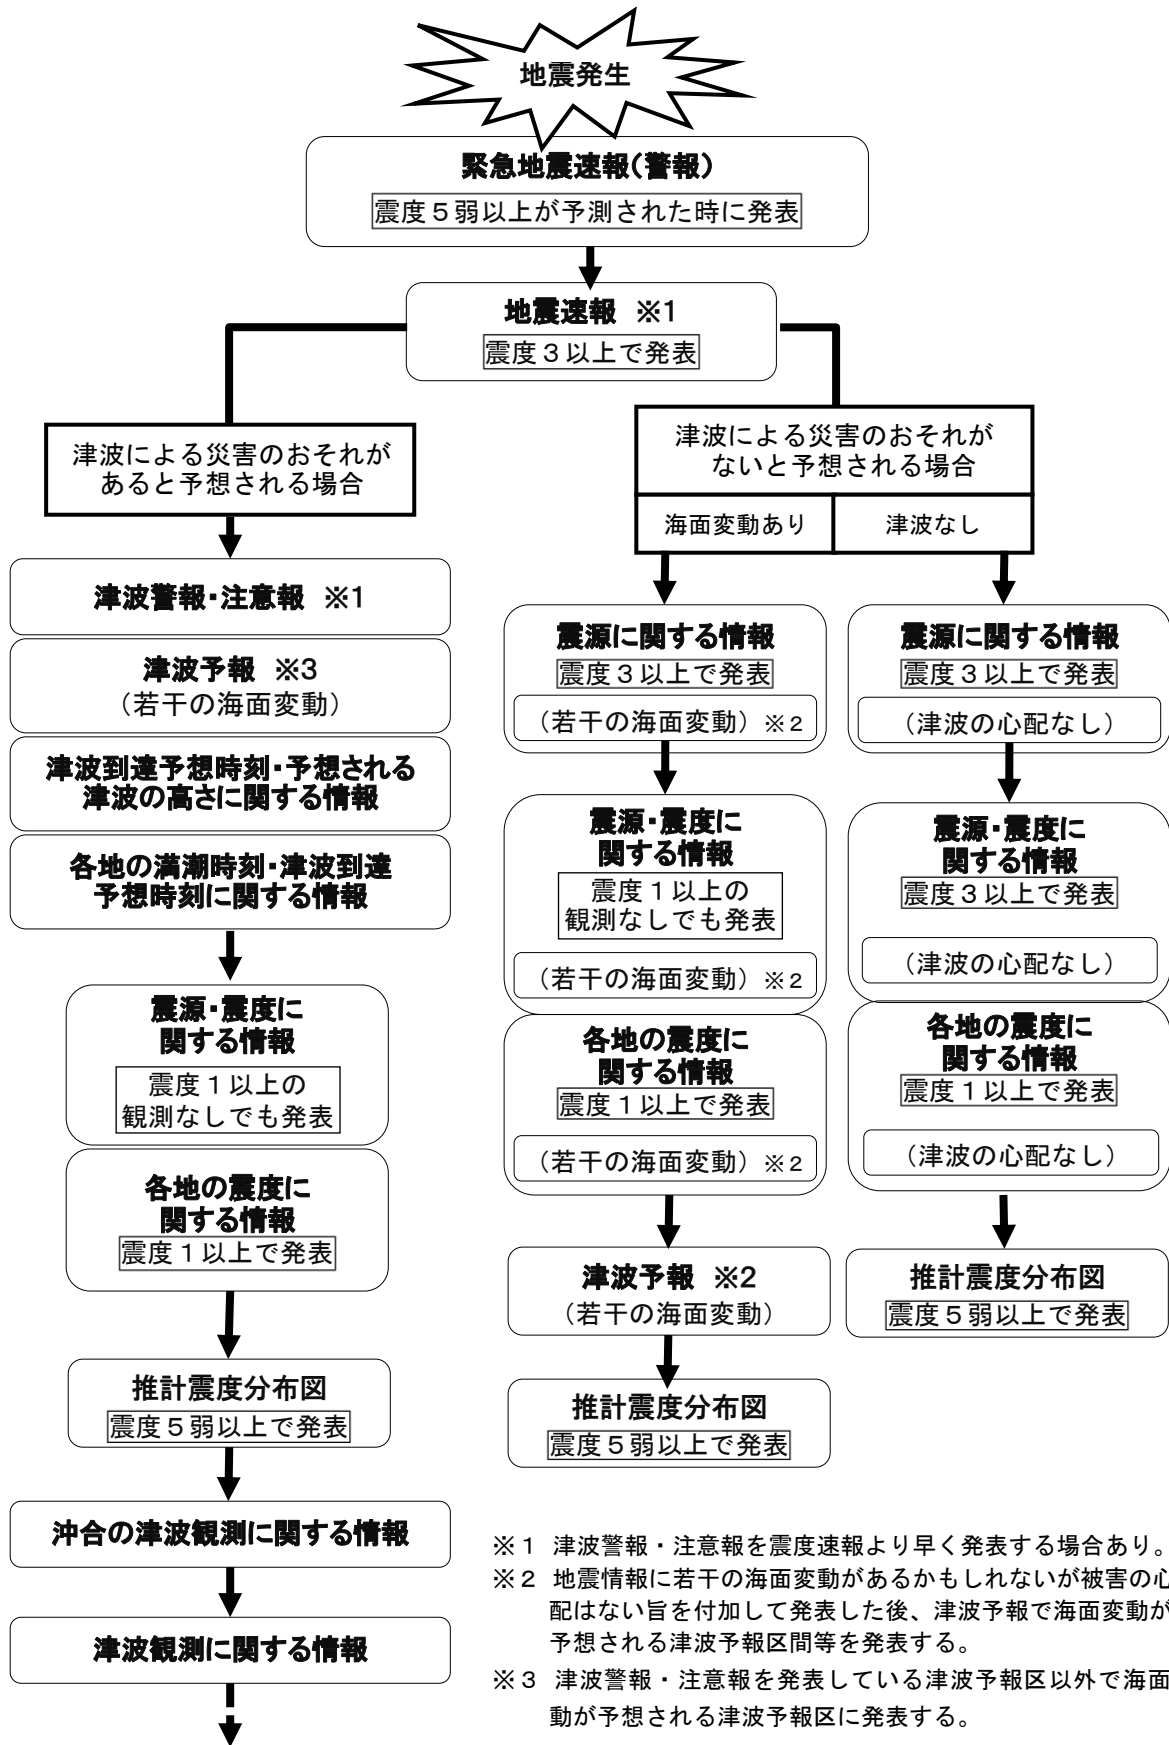 地震発生
緊急地震速報（警報）
震度５弱以上が予測された時に発表
地震速報　※1
震度３以上で発表
津波による災害のおそれが
あると予想される場合
津波警報・注意報　※1
津波予報　※3
（若干の海面変動）
津波到達予想時刻・予想される
津波の高さに関する情報
各地の満潮時刻・津波到達
予想時刻に関する情報
震源・震度に
関する情報
震度１以上の
観測なしでも発表
各地の震度に
関する情報
震度１以上で発表
推計震度分布図
震度５弱以上で発表
沖合の津波観測に関する情報
津波観測に関する情報
津波による災害のおそれが
ないと予想される場合
海面変動あり
津波なし
震源に関する情報
震度３以上で発表
（若干の海面変動）※2
震源・震度に
関する情報
震度１以上の
観測なしでも発表
（若干の海面変動）※2
各地の震度に
関する情報
震度１以上で発表
（若干の海面変動）※2
津波予報　※2
（若干の海面変動）
推計震度分布図
震度５弱以上で発表
震源に関する情報
震度３以上で発表
（津波の心配なし）
震源・震度に
関する情報
震度３以上で発表
（津波の心配なし）
各地の震度に
関する情報
震度１以上で発表
（津波の心配なし）
推計震度分布図
震度５弱以上で発表
※１ 津波警報・注意報を震度速報より早く発表する場合あり。
※２ 地震情報に若干の海面変動があるかもしれないが被害の心
配はない旨を付加して発表した後、津波予報で海面変動が
予想される津波予報区間等を発表する。
※３ 津波警報・注意報を発表している津波予報区以外で海面
動が予想される津波予報区に発表する。